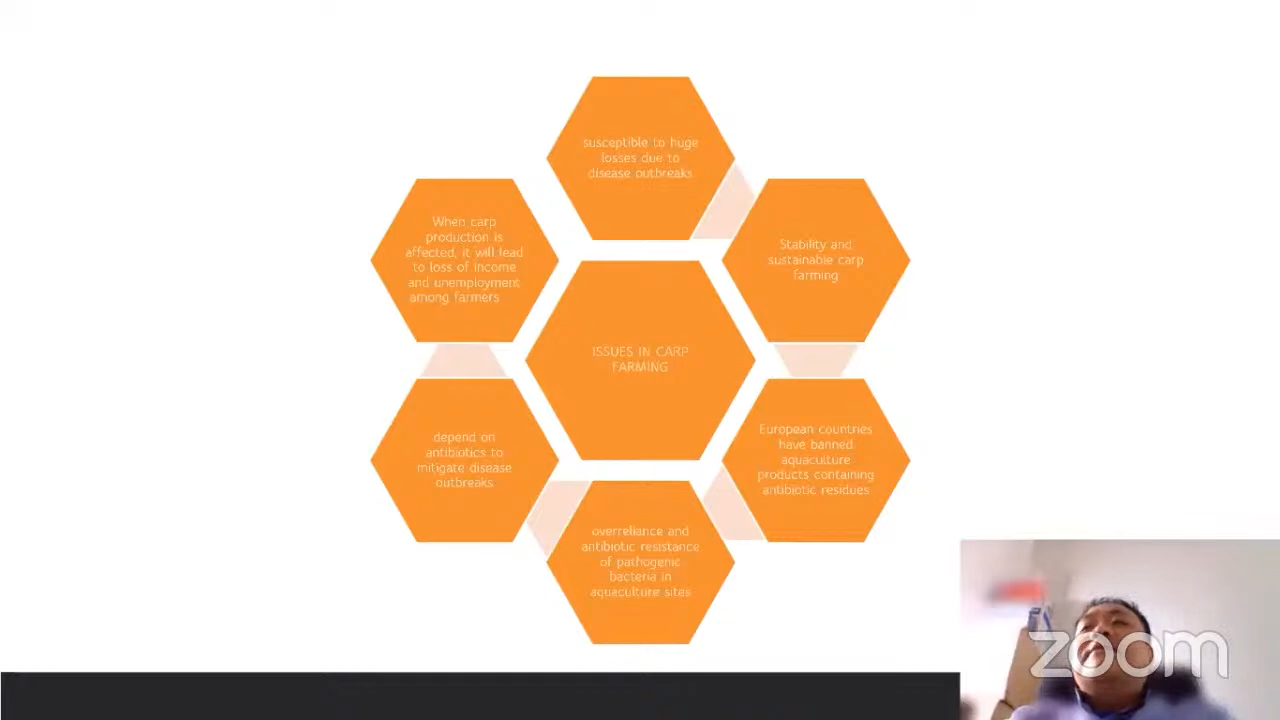 susceptible to huge
losses due to
disease outbreaks
When carp
production is
affected, it will lead
to loss of income
and unemployment
among farmers
Stability and
sustainable carp
farming
ISSUES IN CARP
FARMING
depend on
antibiotics to
mitigate disease
outbreaks
European countries
have banned
aquaculture
products containing
antibiotic residues
overreliance and
antibiotic resistance
of pathogenic
bacteria in
aquaculture sites
zoom